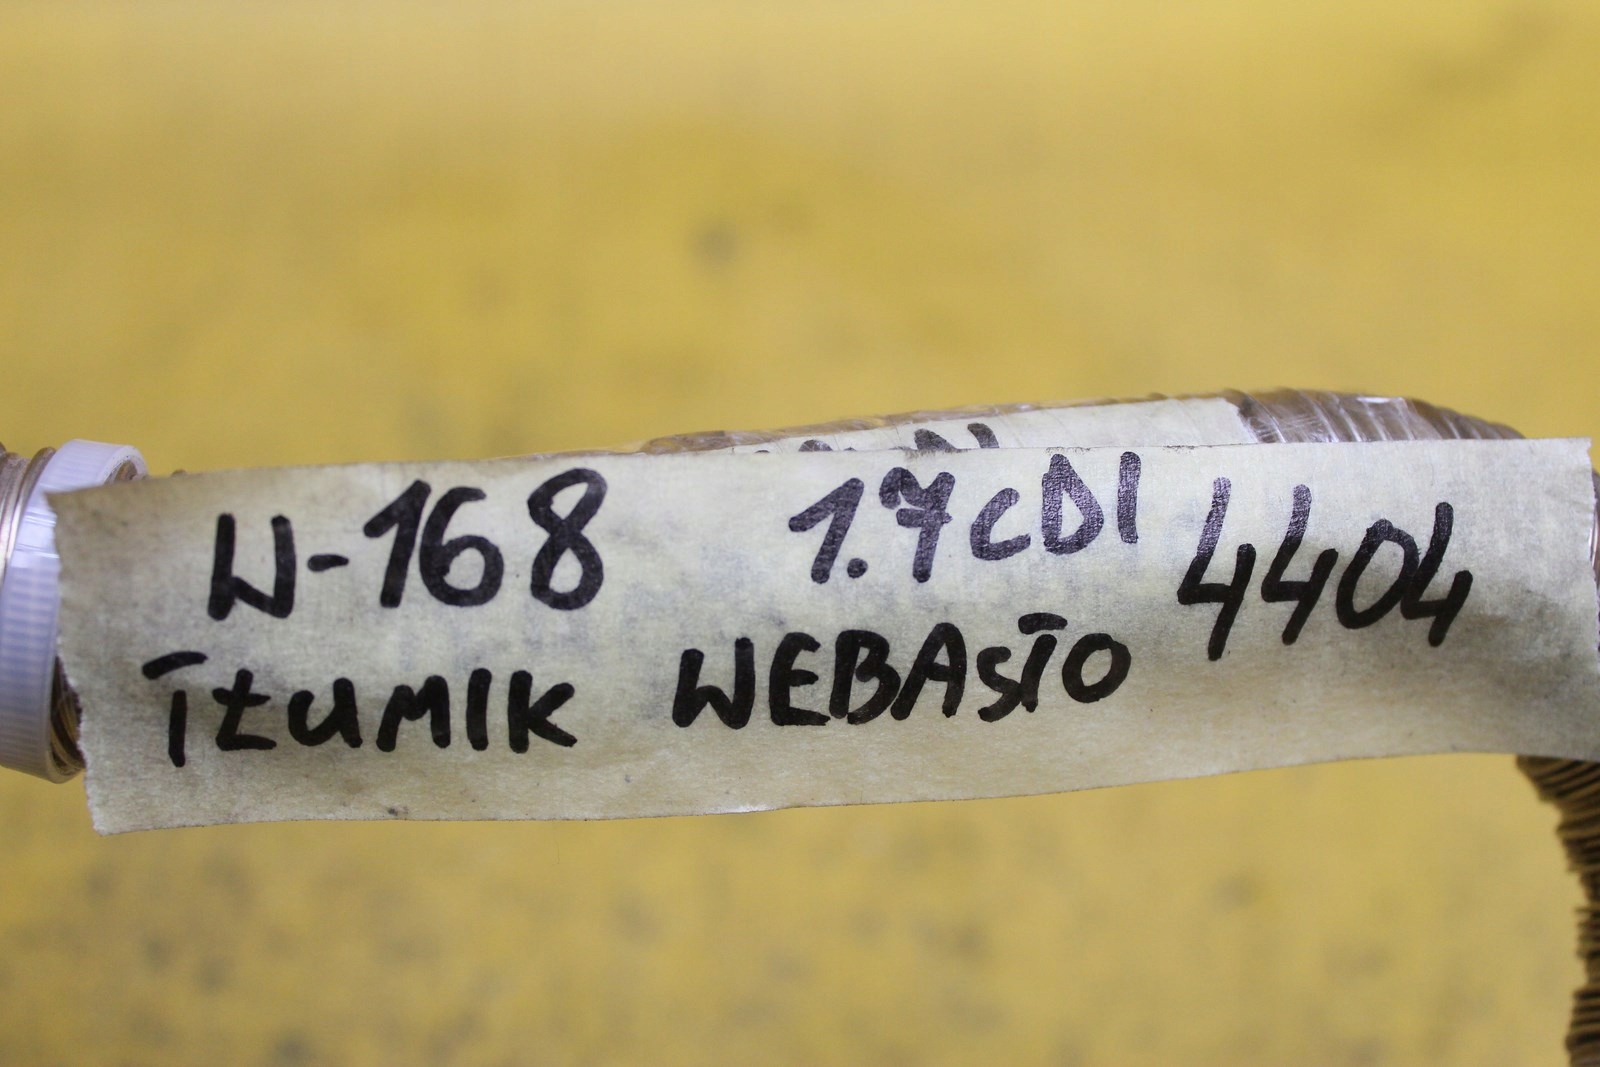 W-168 1.7CDI 4404
TŁUMIK WEBASTO